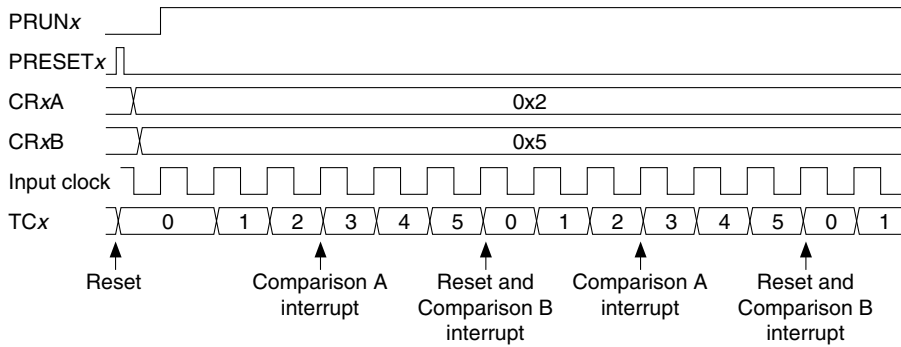 PRUNx
PRESETx
CRxA 0x2
CRxB 0x5
Input clock
TCx 0 1 2 3 4 5 0 1 2 3 4 5 0 1
Reset Comparison A Reset and Comparison A Reset and
interrupt Comparison B interrupt Comparison B
interrupt interrupt